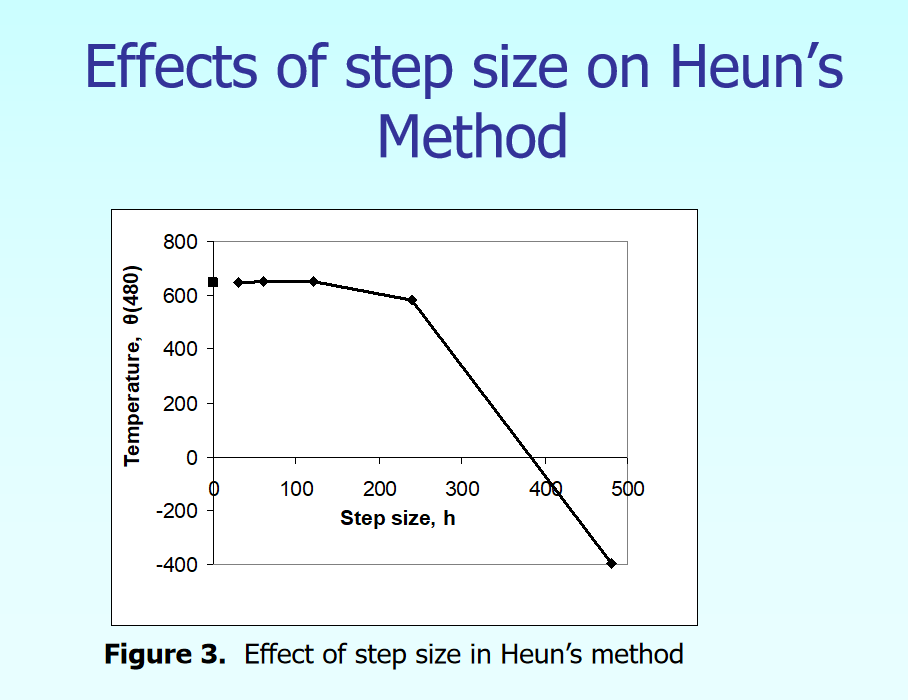 Effects of step size on Heun’s
Method
800
600
400
200
0
-200
-400
Temperature, θ(480)
0 100 200 300 400 500
Step size, h
Figure 3. Effect of step size in Heun’s method